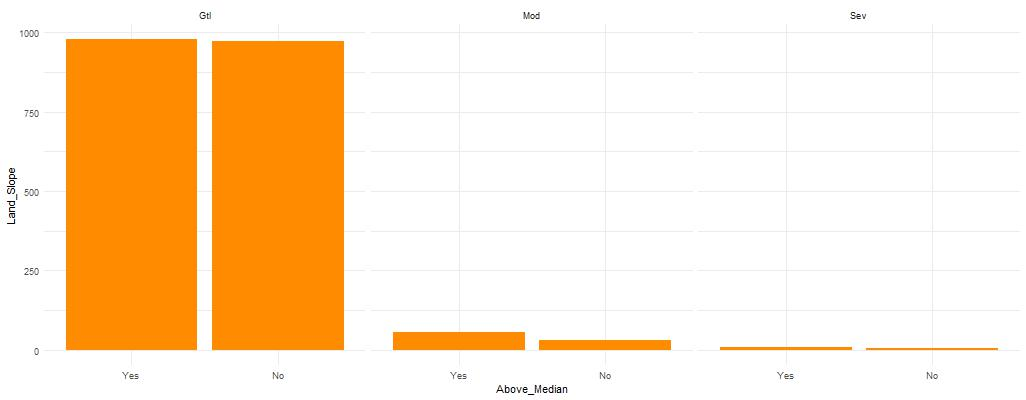 Gtl Mod Sev
1000
750
500
250
0
Land_Slope
Yes No Yes No Yes No
Above_Median